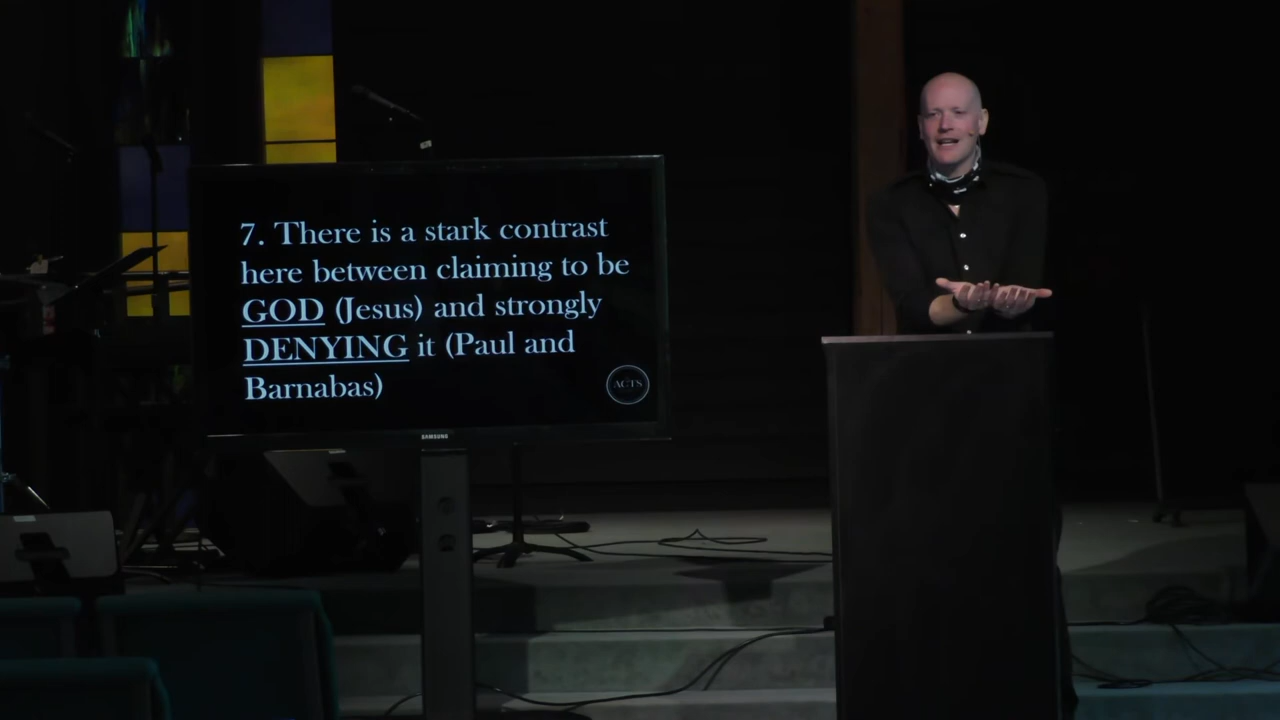 7. There is a stark contrast
here between claiming to be
GOD (Jesus) and strongly
DENYING it (Paul and
Barnabas)
ACTS
SAMSUNG